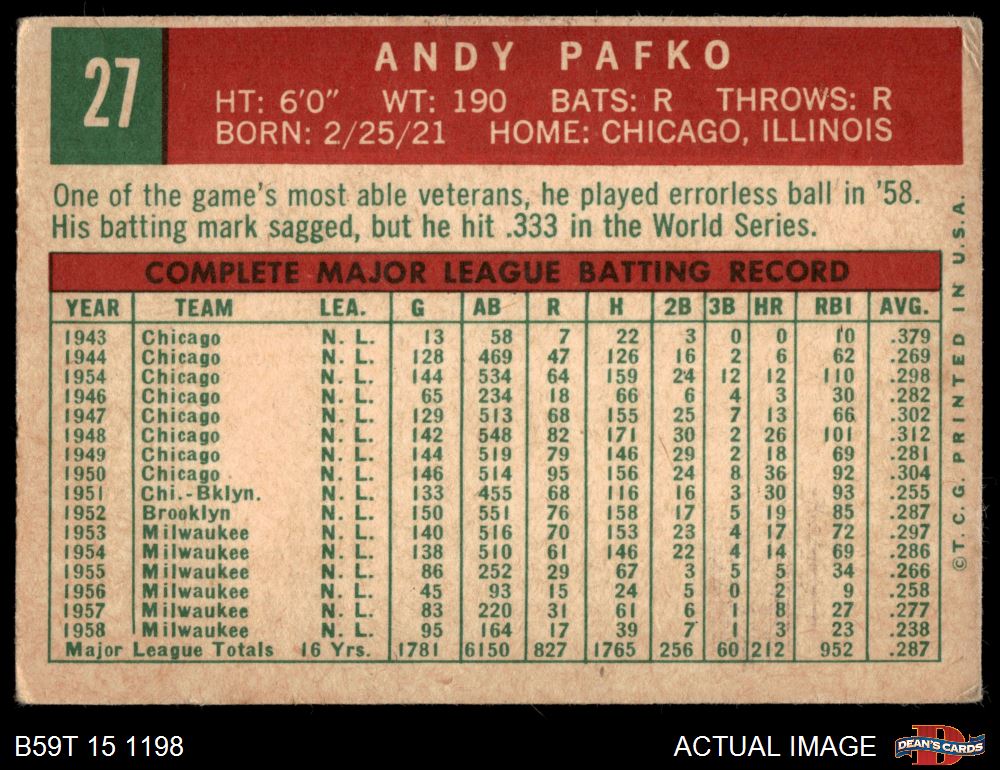 27
ANDY PAFKO
HT: 6'0" WT: 190 BATS: R THROWS: R
BORN: 2/25/21 HOME: CHICAGO, ILLINOIS
One of the game's most able veterans, he played errorless ball in '58.
His batting mark sagged, but he hit .333 in the World Series.
COMPLETE MAJOR LEAGUE BATTING RECORD
YEAR TEAM LEA. G AB R H 2B 3B HR RBI AVG.
1943 Chicago N. L. 13 58 7 22 3 0 0 10 .379
1944 Chicago N. L. 128 469 47 126 16 2 6 62 .269
1954 Chicago N. L. 144 534 64 159 24 12 12 110 .298
1946 Chicago N. L. 65 234 18 66 6 4 3 30 .282
1947 Chicago N. L. 129 513 68 155 25 7 13 66 .302
1948 Chicago N. L. 142 548 82 171 30 2 26 101 .312
1949 Chicago N. L. 144 519 79 146 29 2 18 69 .281
1950 Chicago N. L. 146 514 95 156 24 8 36 92 .304
1951 Chi.-Bklyn. N. L. 133 455 68 116 16 3 30 93 .255
1952 Brooklyn N. L. 150 551 76 158 17 5 19 85 .287
1953 Milwaukee N. L. 140 516 70 153 23 4 17 72 .297
1954 Milwaukee N. L. 138 510 61 146 22 4 14 69 .286
1955 Milwaukee N. L. 86 252 29 67 3 5 5 34 .266
1956 Milwaukee N. L. 45 93 15 24 5 0 2 9 .258
1957 Milwaukee N. L. 83 220 31 61 6 1 8 27 .277
1958 Milwaukee N. L. 95 164 17 39 7 1 3 23 .238
Major League Totals 16 Yrs. 1781 6150 827 1765 256 60 212 952 .287
©T. C. G. PRINTED IN U.S.A.
B59T 15 1198
ACTUAL IMAGE
D
DEAN'S CARDS